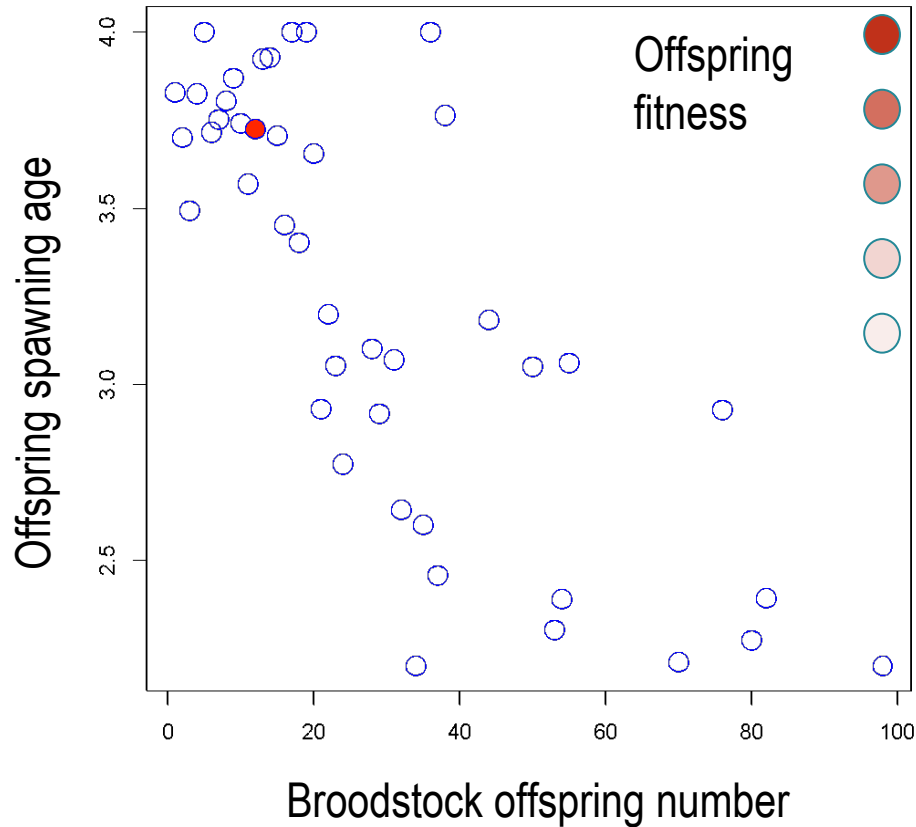 Offspring
fitness
Offspring spawning age
4.0
3.5
3.0
2.5
0 20 40 60 80 100
Broodstock offspring number